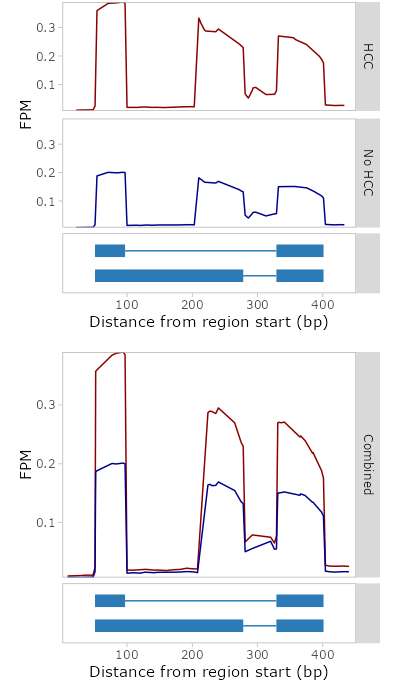 0.3
0.2
0.1
HCC
FPM
0.3
0.2
0.1
No HCC
100 200 300 400
Distance from region start (bp)
0.3
0.2
0.1
FPM
Combined
100 200 300 400
Distance from region start (bp)